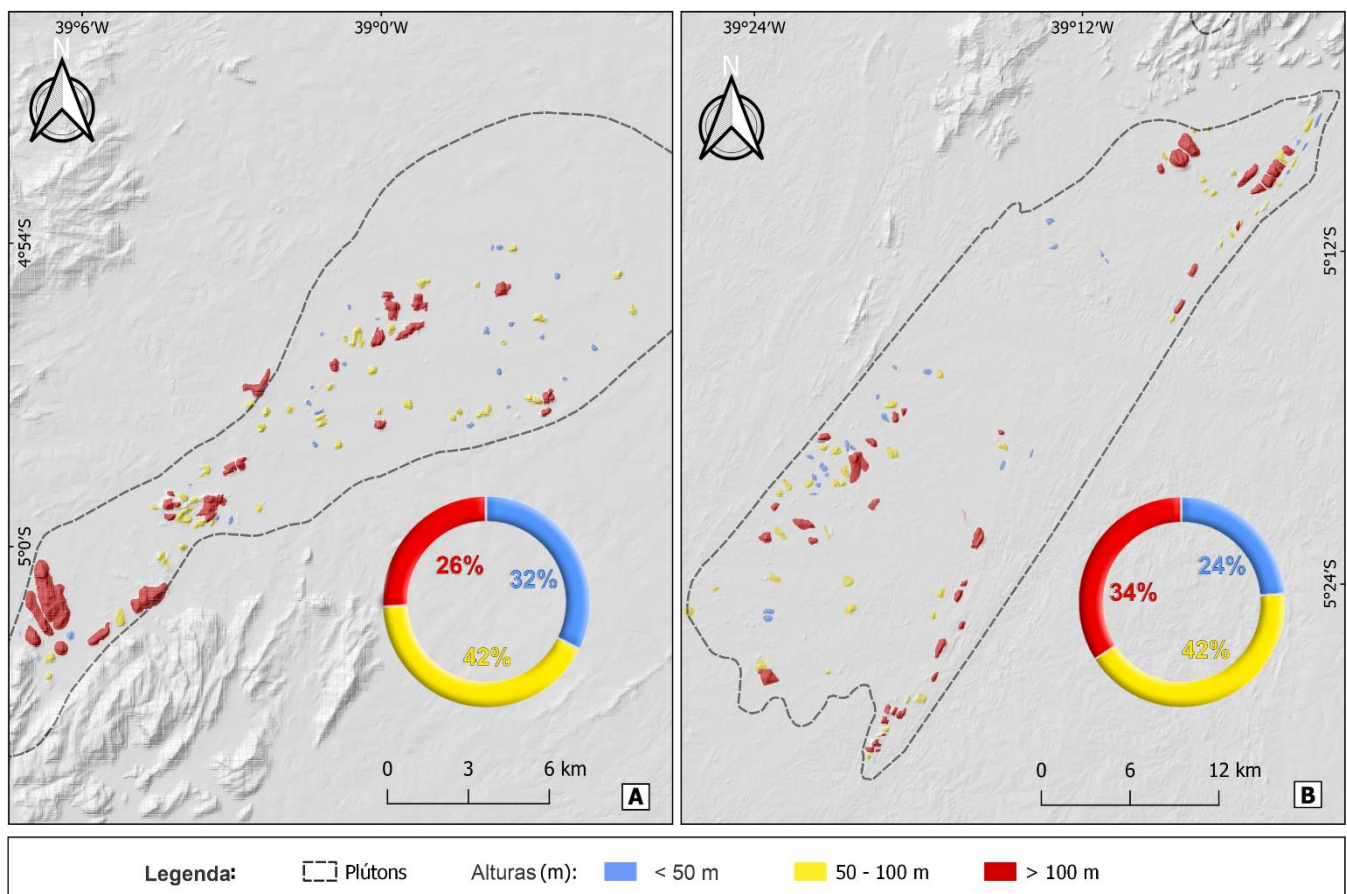 39°6'W 39°0'W
N
4°54'S
5°0'S
26%
32%
42%
0 3 6 km
A
39°24'W 39°12'W
N
5°12'S
5°24'S
34%
24%
42%
0 6 12 km
B
Legenda: Plútons Alturas (m): < 50 m 50 - 100 m > 100 m